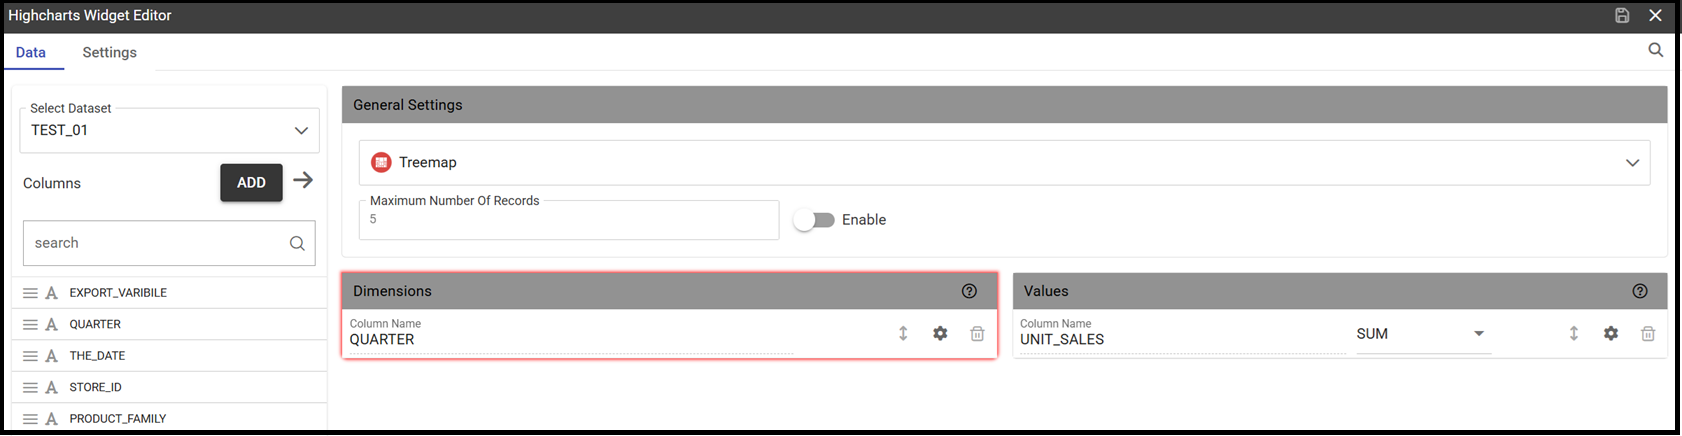 Highcharts Widget Editor
Data
Settings
Select Dataset
TEST_01
Columns
ADD
search
EXPORT_VARIBILE
QUARTER
THE_DATE
STORE_ID
PRODUCT_FAMILY
General Settings
Treemap
Maximum Number Of Records
5
Enable
Dimensions
Column Name
QUARTER
Values
Column Name
UNIT_SALES
SUM